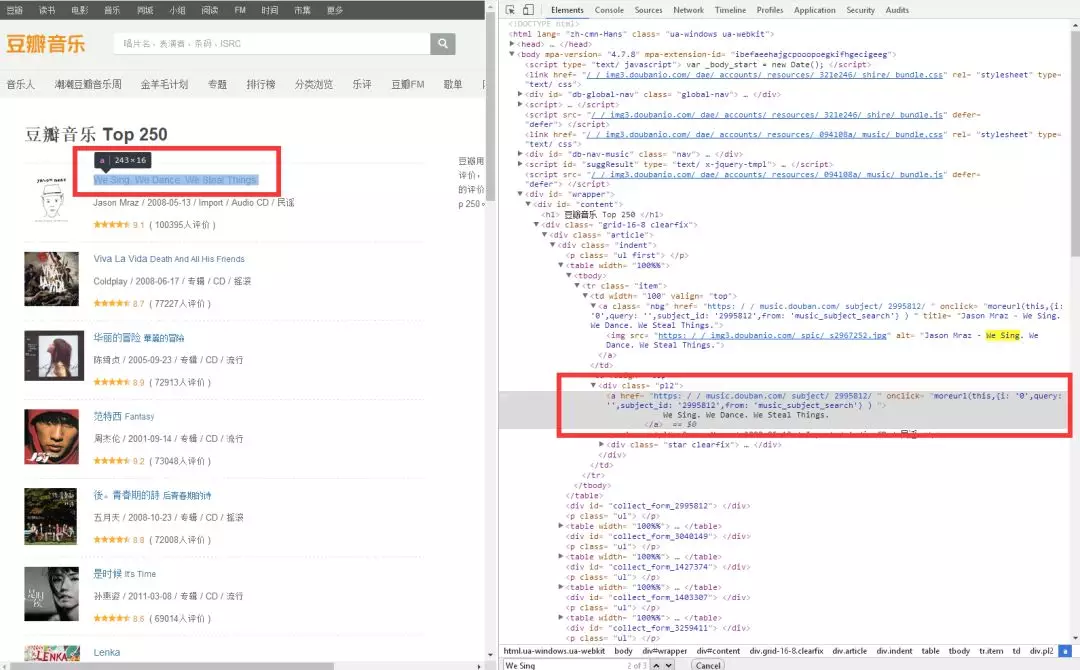 豆瓣 读书 电影 音乐 同城 小组 阅读 FM 时间 市集 更多
豆瓣音乐
唱片名、表演者、条码、ISRC
音乐人 潮潮豆瓣音乐周 金羊毛计划 专题 排行榜 分类浏览 乐评 豆瓣FM 歌单
豆瓣音乐 Top 250
a 243×16
We Sing. We Dance. We Steal Things.
Jason Mraz / 2008-05-13 / Import / Audio CD / 民谣
9.1 ( 100395人评价 )
豆瓣用
评价，
的评价
p 250。
Viva La Vida Death And All His Friends
Coldplay / 2008-06-17 / 专辑 / CD / 摇滚
8.7 ( 77227人评价 )
华丽的冒险 華麗的冒險
陈绮贞 / 2005-09-23 / 专辑 / CD / 流行
8.9 ( 72913人评价 )
范特西 Fantasy
周杰伦 / 2001-09-14 / 专辑 / CD / 流行
9.2 ( 73048人评价 )
後。青春期的詩 后青春期的诗
五月天 / 2008-10-23 / 专辑 / CD / 摇滚
8.8 ( 72008人评价 )
是时候 It's Time
孙燕姿 / 2011-03-08 / 专辑 / CD / 流行
8.6 ( 69014人评价 )
Lenka
Elements Console Sources Network Timeline Profiles Application Security Audits
<!DOCTYPE html>
<html lang= "zh-cmn-Hans" class= "ua-windows ua-webkit">
<head> … </head>
<body mpa-version= "4.7.8" mpa-extension-id= "ibefaeehajgcpooopoegkifhgecigeeg">
<script type= "text/ javascript"> var _body_start = new Date(); </script>
<link href= "/ / img3.doubanio.com/ dae/ accounts/ resources/ 321e246/ shire/ bundle.css" rel= "stylesheet" type=
"text/ css">
<div id= "db-global-nav" class= "global-nav"> … </div>
<script> … </script>
<script src= "/ / img3.doubanio.com/ dae/ accounts/ resources/ 321e246/ shire/ bundle.js" defer=
"defer"> </script>
<link href= "/ / img3.doubanio.com/ dae/ accounts/ resources/ 094108a/ music/ bundle.css" rel= "stylesheet" type=
"text/ css">
<div id= "db-nav-music" class= "nav"> … </div>
<script id= "suggResult" type= "text/ x-jquery-tmpl"> … </script>
<script src= "/ / img3.doubanio.com/ dae/ accounts/ resources/ 094108a/ music/ bundle.js" defer=
"defer"> </script>
<div id= "wrapper">
<div id= "content">
<h1> 豆瓣音乐 Top 250 </h1>
<div class= "grid-16-8 clearfix">
<div class= "article">
<div class= "indent">
<p class= "ul first"> </p>
<table width= "100%%">
<tbody>
<tr class= "item">
<td width= "100" valign= "top">
<a class= "nbg" href= "https: / / music.douban.com/ subject/ 2995812/ " onclick= "moreurl(this,{i:
'0',query: '',subject_id: '2995812',from: 'music_subject_search'} ) " title= "Jason Mraz - We Sing.
We Dance. We Steal Things.">
<img src= "https: / / img3.doubanio.com/ spic/ s2967252.jpg" alt= "Jason Mraz - We Sing. We
Dance. We Steal Things.">
</a>
</td>
<div class= "pl2">
<a href= "https: / / music.douban.com/ subject/ 2995812/ " onclick= "moreurl(this,{i: '0',query:
'',subject_id: '2995812',from: 'music_subject_search'} ) ">
We Sing. We Dance. We Steal Things.
</a> == $0
<div class= "star clearfix"> … </div>
</div>
</td>
</tr>
</tbody>
</table>
<div id= "collect_form_2995812"> </div>
<p class= "ul"> </p>
<table width= "100%%"> … </table>
<div id= "collect_form_3040149"> </div>
<p class= "ul"> </p>
<table width= "100%%"> … </table>
<div id= "collect_form_1427374"> </div>
<p class= "ul"> </p>
<table width= "100%%"> … </table>
<div id= "collect_form_1403307"> </div>
<p class= "ul"> </p>
<table width= "100%%"> … </table>
<div id= "collect_form_3259411"> </div>
<p class= "ul"> </p>
html.ua-windows.ua-webkit body div#wrapper div#content div.grid-16-8.clearfix div.article div.indent table tbody tr.item td div.pl2 a
We Sing 2 of 3 Cancel